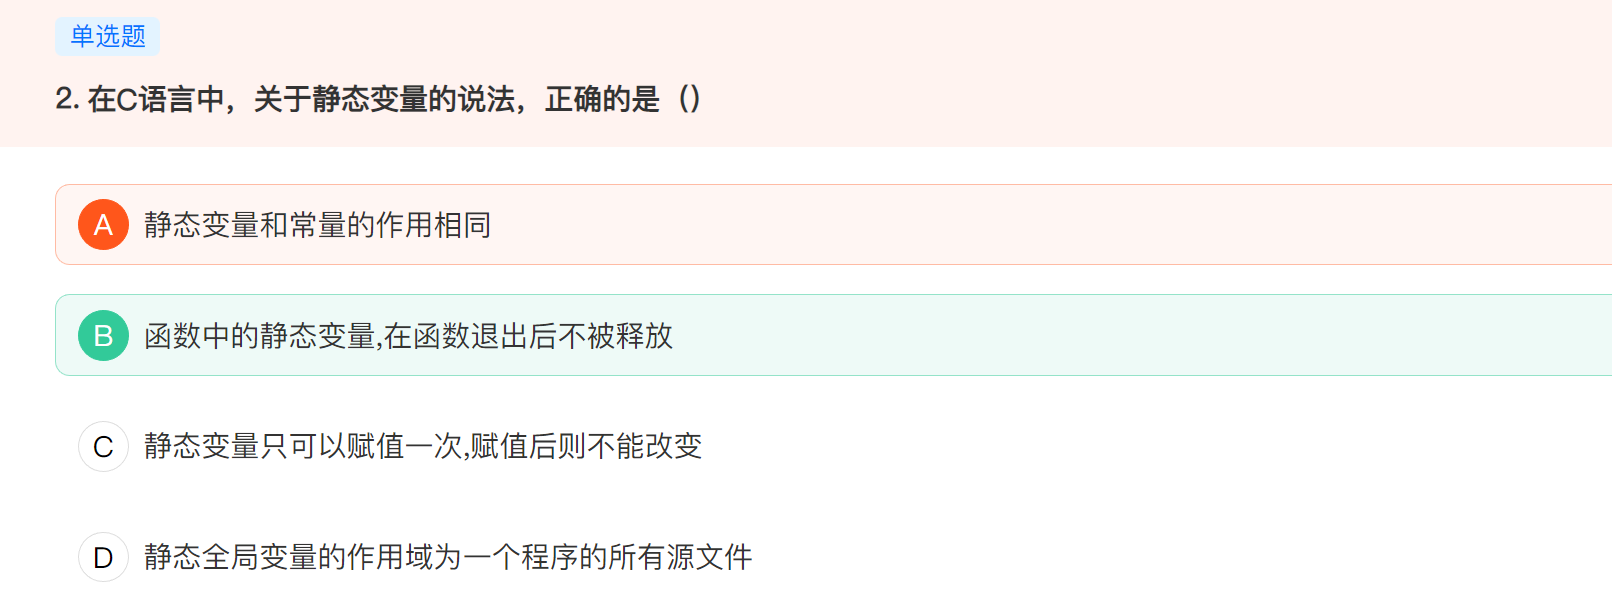 单选题
2. 在C语言中，关于静态变量的说法，正确的是（）
A 静态变量和常量的作用相同
B 函数中的静态变量,在函数退出后不被释放
C 静态变量只可以赋值一次,赋值后则不能改变
D 静态全局变量的作用域为一个程序的所有源文件